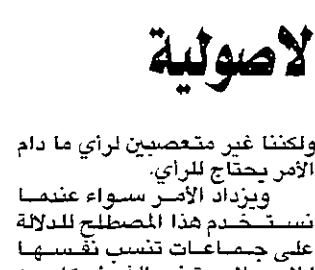 لاصولية
ولكننا غير متعصبين لرأي ما دام
الأمر يحتاج للرأي.
ويزداد الأمر سواء عندما
نستخدم هذا المصطلح للدلالة
على جماعات تنسب نفسها